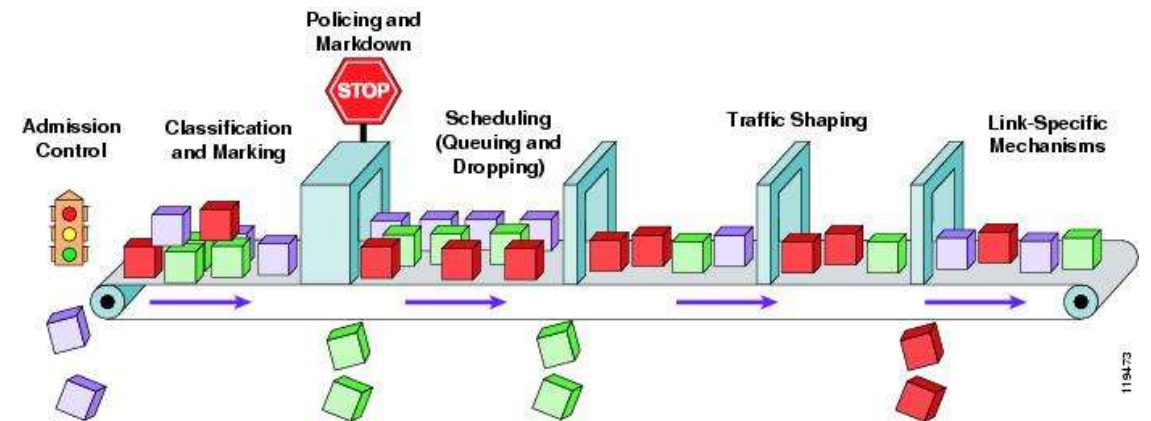 Policing and
Markdown
STOP
Admission
Control
Classification
and Marking
Scheduling
(Queuing and
Dropping)
Traffic Shaping
Link-Specific
Mechanisms
119473